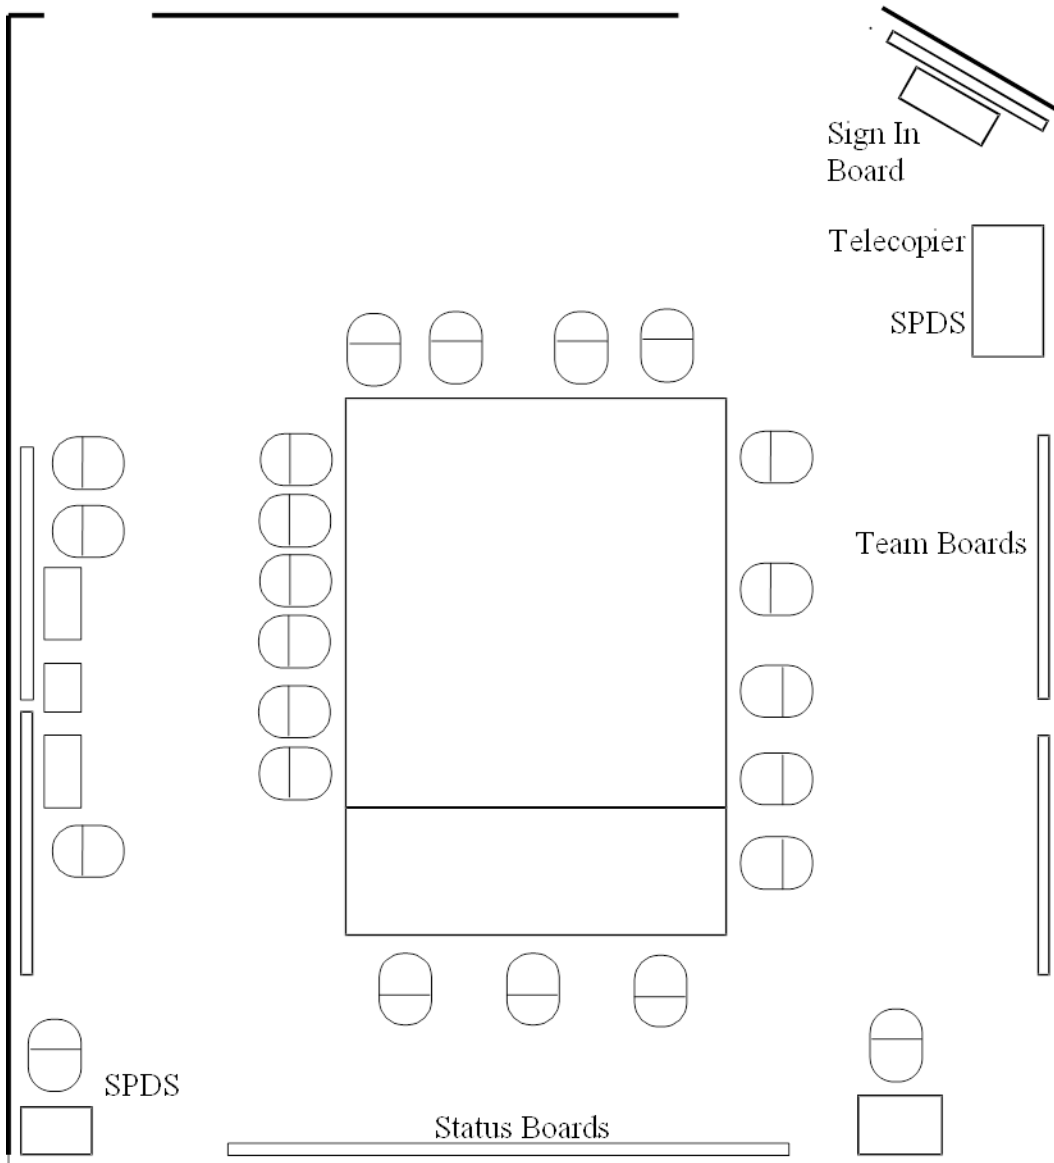 Sign In
Board
Telecopier
SPDS
Team Boards
SPDS
Status Boards